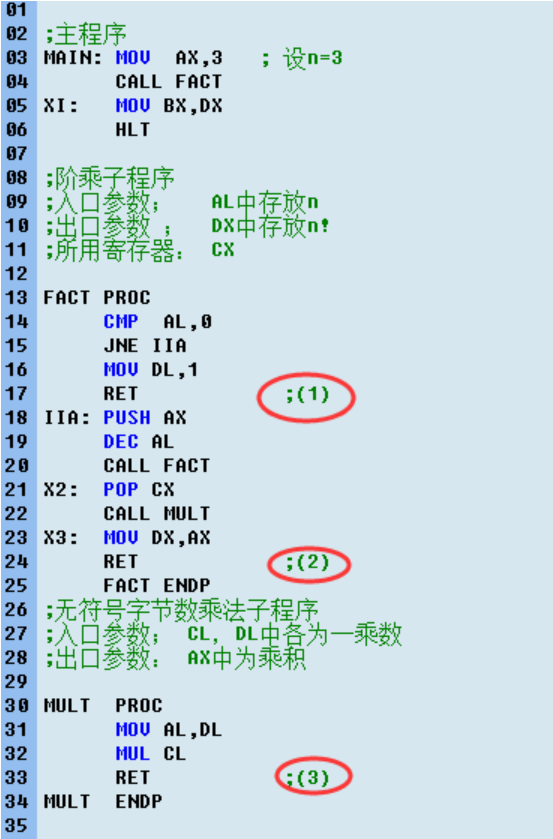 01
02 ;主程序
03 MAIN: MOV AX,3 ; 设n=3
04 CALL FACT
05 XI: MOV BX,DX
06 HLT
07
08 ;阶乘子程序
09 ;入口参数; AL中存放n
10 ;出口参数 ; DX中存放n!
11 ;所用寄存器: CX
12
13 FACT PROC
14 CMP AL,0
15 JNE IIA
16 MOV DL,1
17 RET ;(1)
18 IIA: PUSH AX
19 DEC AL
20 CALL FACT
21 X2: POP CX
22 CALL MULT
23 X3: MOV DX,AX
24 RET ;(2)
25 FACT ENDP
26 ;无符号字节数乘法子程序
27 ;入口参数; CL, DL中各为一乘数
28 ;出口参数: AX中为乘积
29
30 MULT PROC
31 MOV AL,DL
32 MUL CL
33 RET ;(3)
34 MULT ENDP
35